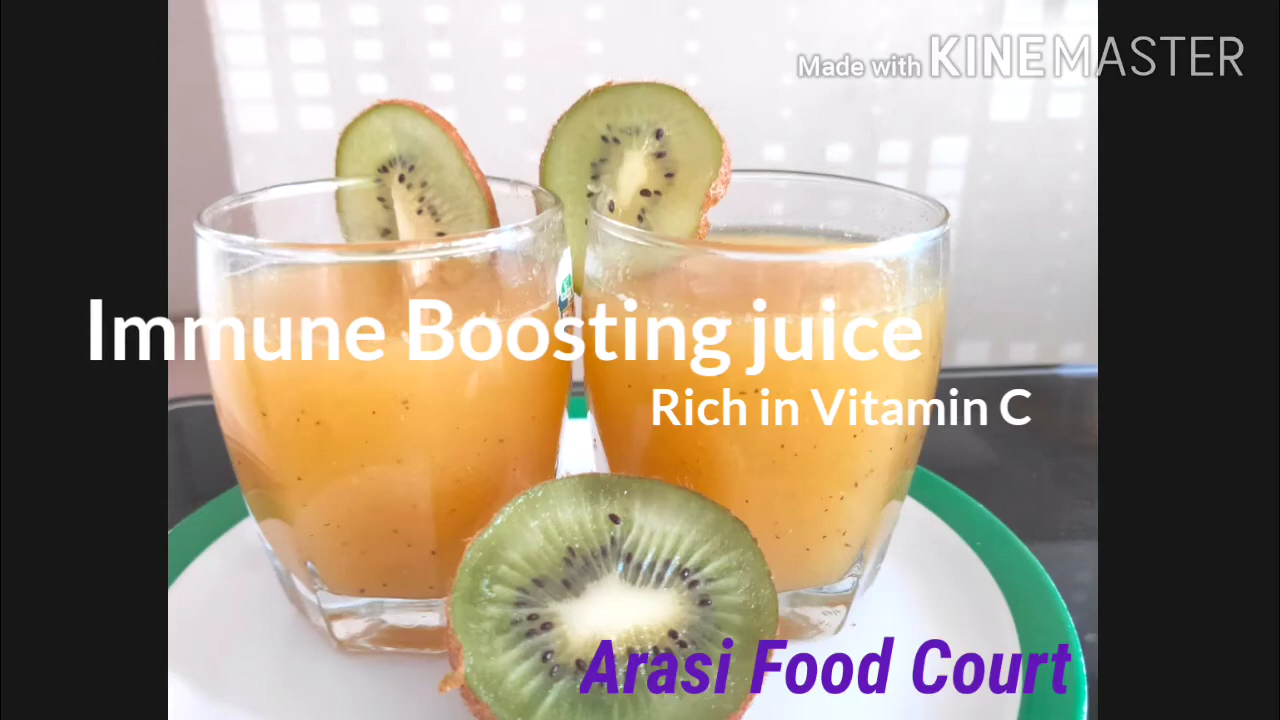 Made with KINEMASTER
Immune Boosting juice
Rich in Vitamin C
Arasi Food Court